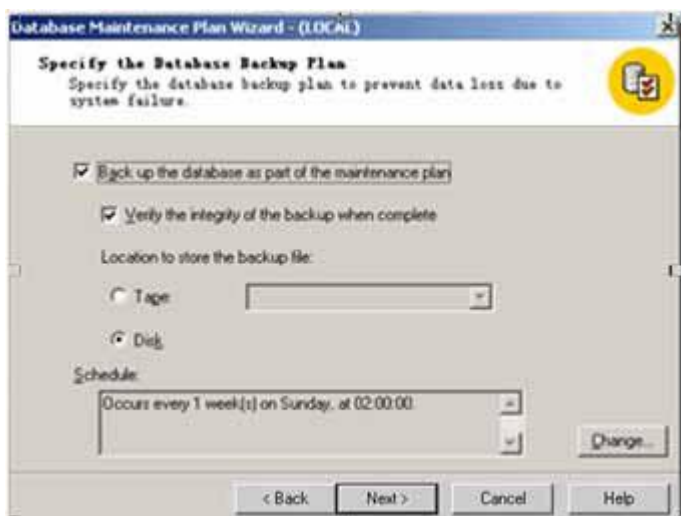 Database Maintenance Plan Wizard - (LOCAL)
Specify the Database Backup Plan
Specify the database backup plan to prevent data loss due to
system failure.
Back up the database as part of the maintenance plan
Verify the integrity of the backup when complete
Location to store the backup file:
Tape:
Disk
Schedule:
Occurs every 1 week(s) on Sunday, at 02:00:00.
Change...
< Back
Next >
Cancel
Help